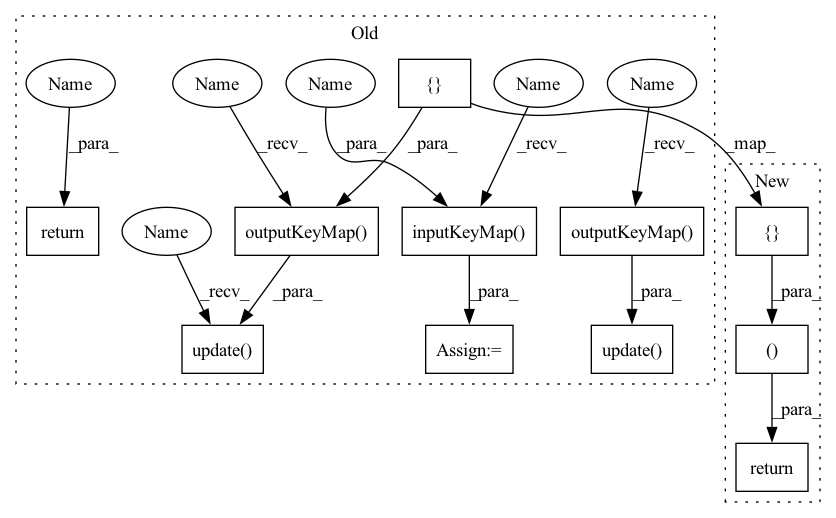 Old
Name
Name
Name
{}
Name
Name
_para_
_recv_
_para_
_para_
_recv_
_recv_
_map_
New
return
Name
outputKeyMap()
inputKeyMap()
outputKeyMap()
{}
_recv_
_para_
_para_
_para_
_para_
update()
Assign:=
update()
()
_para_
return